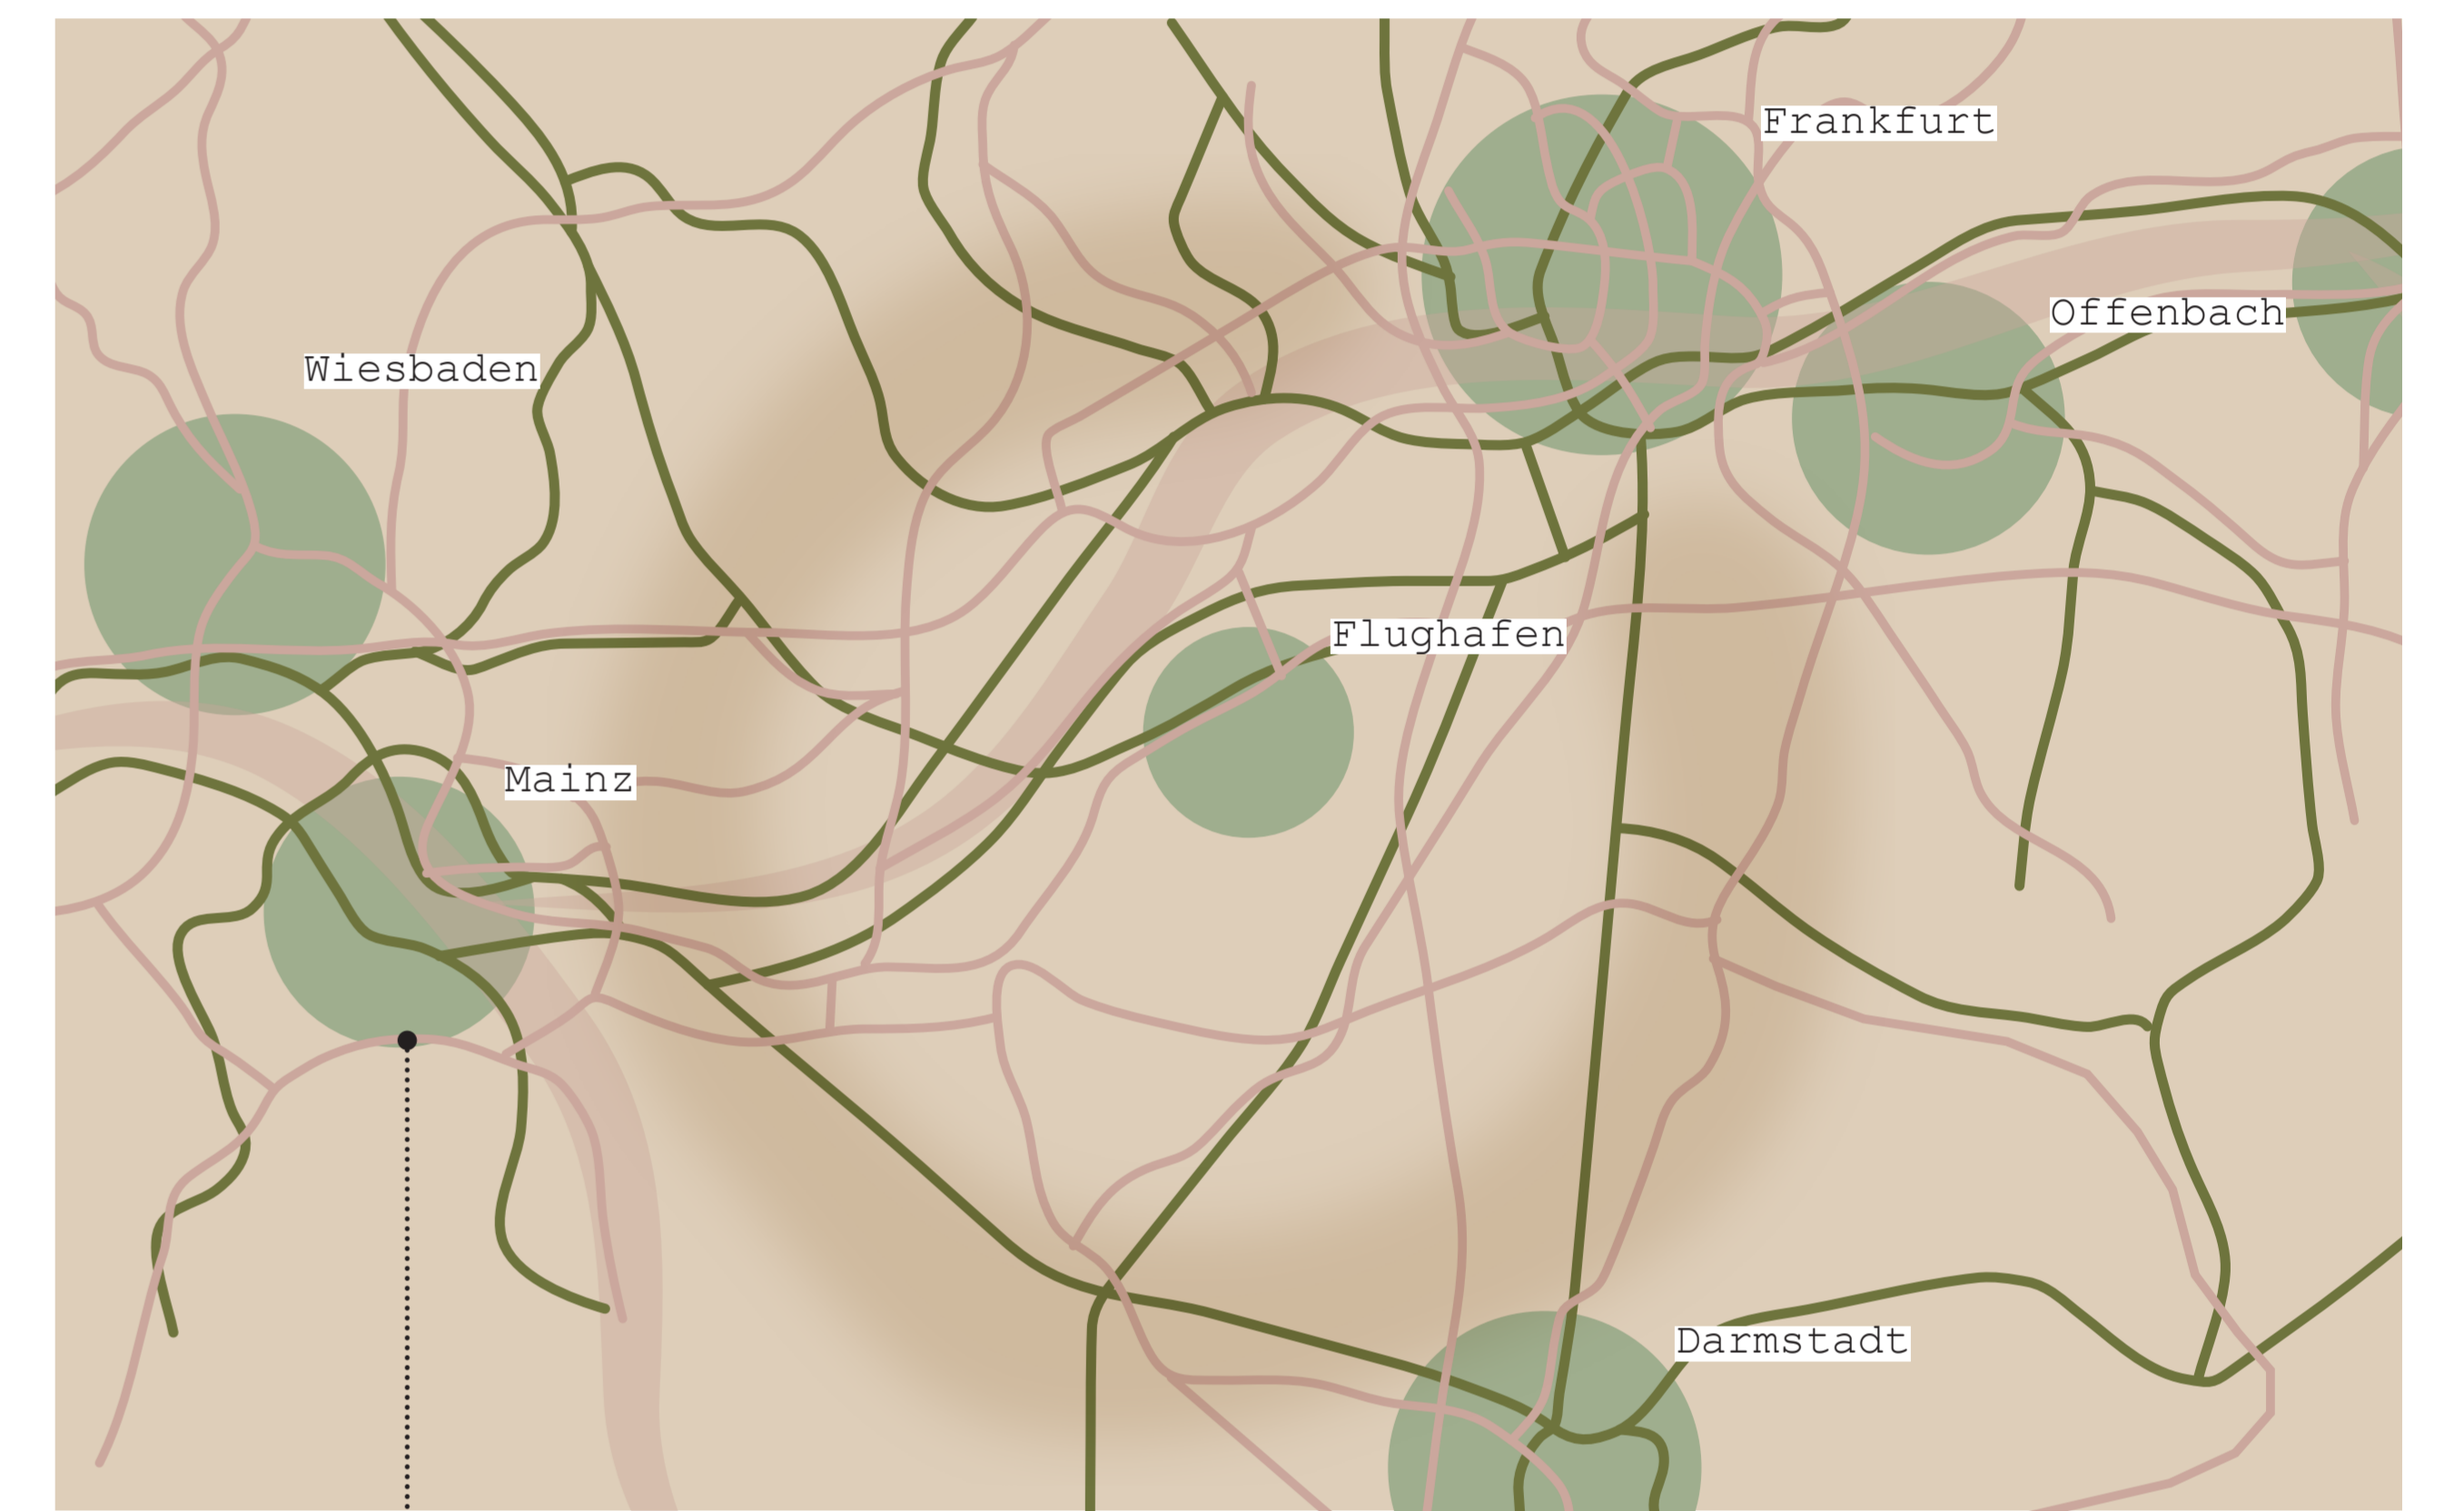 Frankfurt
Offenbach
Wiesbaden
Flughafen
Mainz
Darmstadt